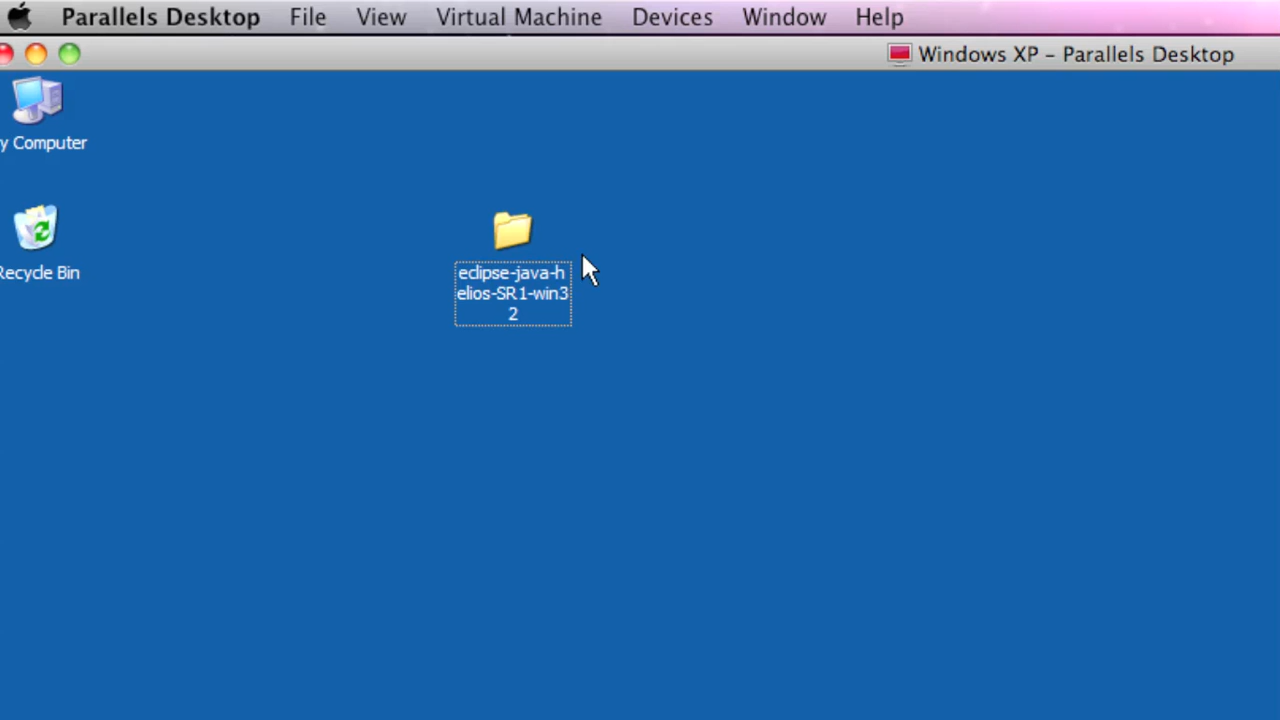 Parallels Desktop File View Virtual Machine Devices Window Help
Windows XP - Parallels Desktop
y Computer
Recycle Bin
eclipse-java-h
elios-SR1-win3
2